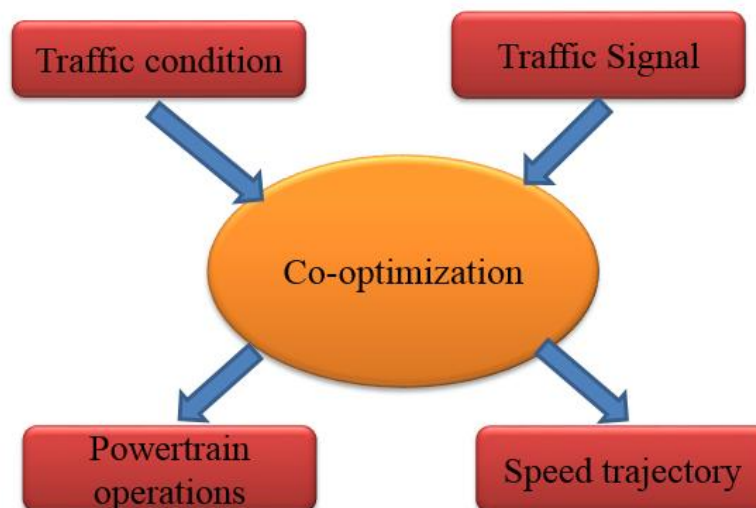 Traffic condition
Traffic Signal
Co-optimization
Powertrain
operations
Speed trajectory